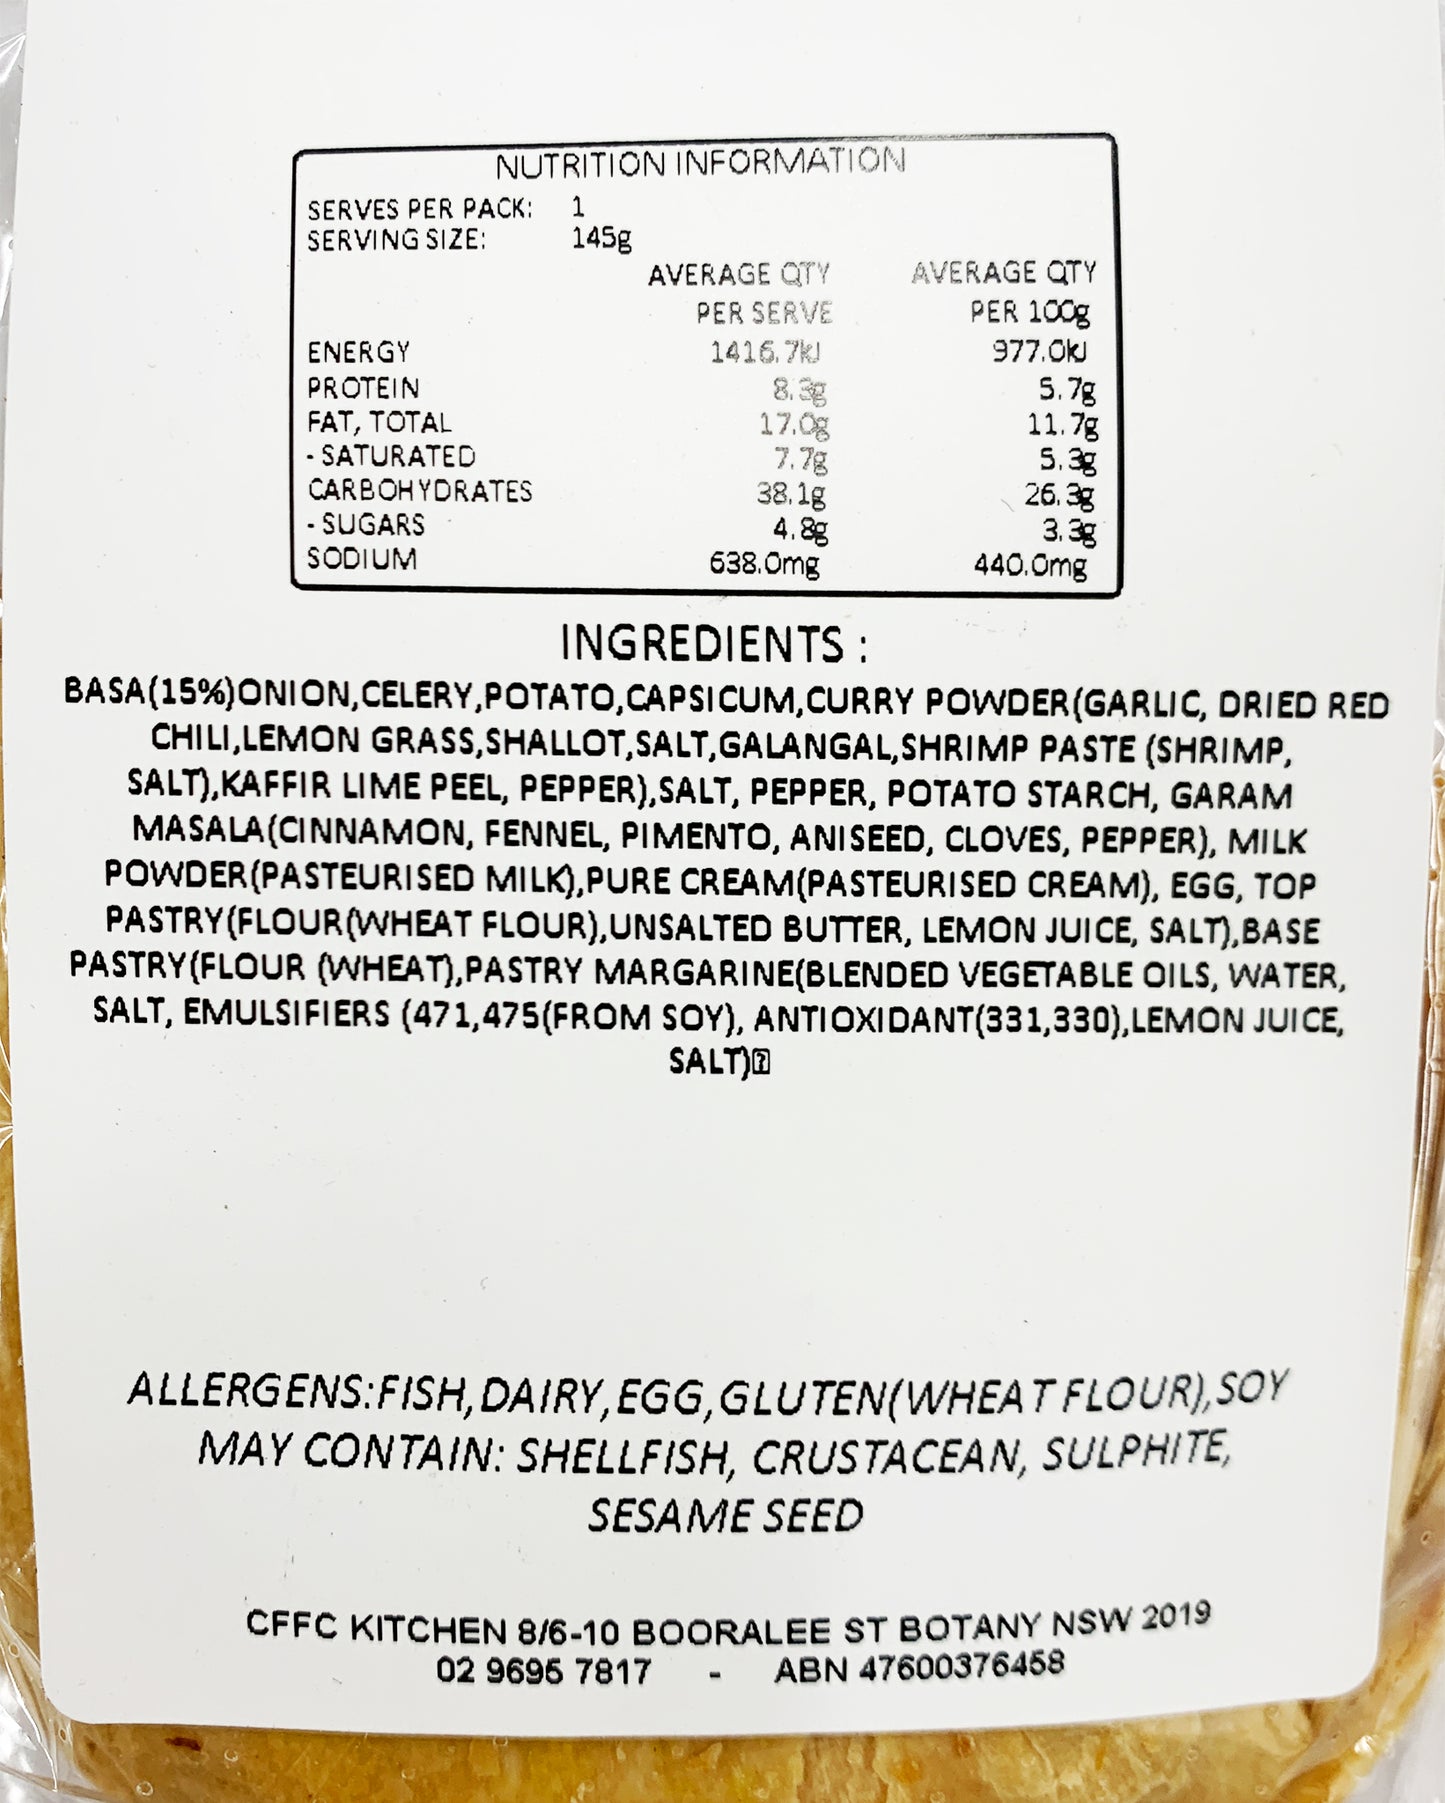 NUTRITION INFORMATION
SERVES PER PACK: 1
SERVING SIZE: 145g
AVERAGE QTY AVERAGE QTY
PER SERVE PER 100g
ENERGY 1416.7kJ 977.0kJ
PROTEIN 8.3g 5.7g
FAT, TOTAL 17.0g 11.7g
- SATURATED 7.7g 5.3g
CARBOHYDRATES 38.1g 26.3g
- SUGARS 4.8g 3.3g
SODIUM 638.0mg 440.0mg
INGREDIENTS :
BASA(15%)ONION,CELERY,POTATO,CAPSICUM,CURRY POWDER(GARLIC, DRIED RED
CHILI,LEMON GRASS,SHALLOT,SALT,GALANGAL,SHRIMP PASTE (SHRIMP,
SALT),KAFFIR LIME PEEL, PEPPER),SALT, PEPPER, POTATO STARCH, GARAM
MASALA(CINNAMON, FENNEL, PIMENTO, ANISEED, CLOVES, PEPPER), MILK
POWDER(PASTEURISED MILK),PURE CREAM(PASTEURISED CREAM), EGG, TOP
PASTRY(FLOUR(WHEAT FLOUR),UNSALTED BUTTER, LEMON JUICE, SALT),BASE
PASTRY(FLOUR (WHEAT),PASTRY MARGARINE(BLENDED VEGETABLE OILS, WATER,
SALT, EMULSIFIERS (471,475(FROM SOY), ANTIOXIDANT(331,330),LEMON JUICE,
SALT)⍰
ALLERGENS:FISH,DAIRY,EGG,GLUTEN(WHEAT FLOUR),SOY
MAY CONTAIN: SHELLFISH, CRUSTACEAN, SULPHITE,
SESAME SEED
CFFC KITCHEN 8/6-10 BOORALEE ST BOTANY NSW 2019
02 9695 7817 - ABN 47600376458